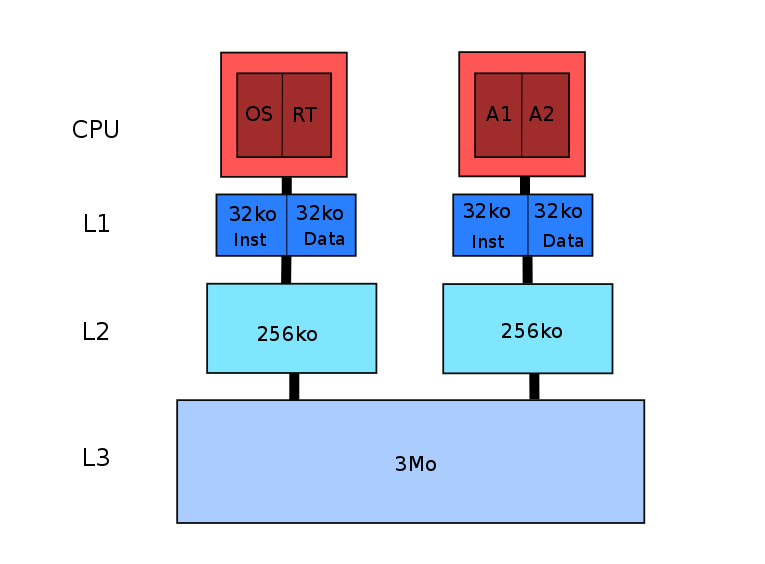 CPU
OS RT
A1 A2
L1
32ko 32ko
Inst Data
32ko 32ko
Inst Data
L2
256ko
256ko
L3
3Mo